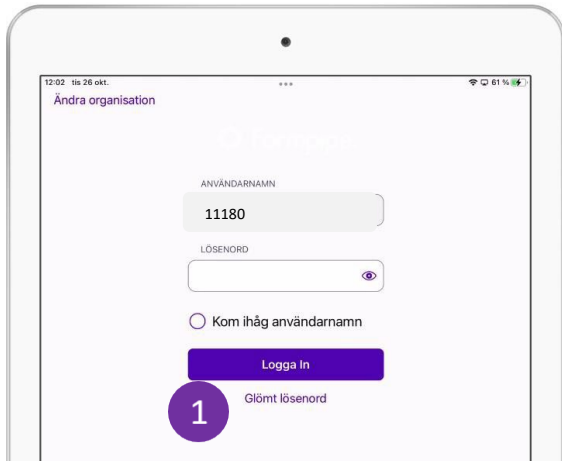 12:02 tis 26 okt.
61 %
Ändra organisation
ANVÄNDARNAMN
11180
LÖSENORD
Kom ihåg användarnamn
Logga In
1
Glömt lösenord